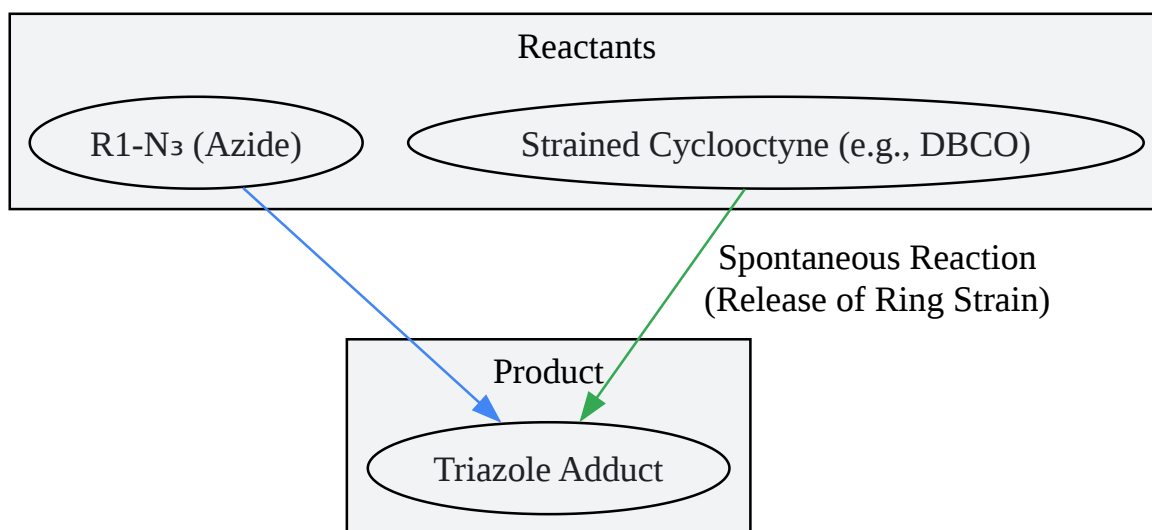 Reactants
R1-N₃ (Azide)
Strained Cyclooctyne (e.g., DBCO)
Spontaneous Reaction
(Release of Ring Strain)
Product
Triazole Adduct